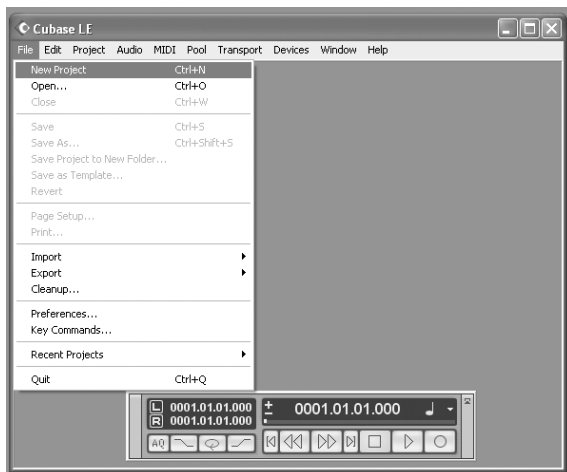 Cubase LE
File Edit Project Audio MIDI Pool Transport Devices Window Help
New Project Ctrl+N
Open... Ctrl+O
Close Ctrl+W
Save Ctrl+S
Save As... Ctrl+Shift+S
Save Project to New Folder...
Save as Template...
Revert
Page Setup...
Print...
Import
Export
Cleanup...
Preferences...
Key Commands...
Recent Projects
Quit Ctrl+Q
L 0001.01.01.000 0001.01.01.000
R 0001.01.01.000
AQ